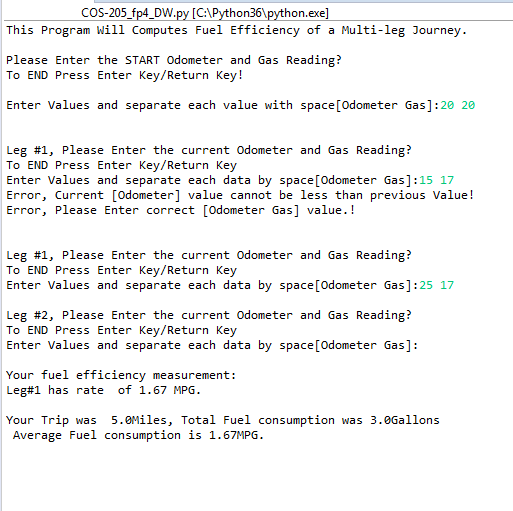 COS-205_fp4_DW.py [C:\Python36\python.exe]
This Program Will Computes Fuel Efficiency of a Multi-leg Journey.
Please Enter the START Odometer and Gas Reading?
To END Press Enter Key/Return Key!
Enter Values and separate each value with space[Odometer Gas]:20 20
Leg #1, Please Enter the current Odometer and Gas Reading?
To END Press Enter Key/Return Key
Enter Values and separate each data by space[Odometer Gas]:15 17
Error, Current [Odometer] value cannot be less than previous Value!
Error, Please Enter correct [Odometer Gas] value.!
Leg #1, Please Enter the current Odometer and Gas Reading?
To END Press Enter Key/Return Key
Enter Values and separate each data by space[Odometer Gas]:25 17
Leg #2, Please Enter the current Odometer and Gas Reading?
To END Press Enter Key/Return Key
Enter Values and separate each data by space[Odometer Gas]:
Your fuel efficiency measurement:
Leg#1 has rate  of 1.67 MPG.
Your Trip was  5.0Miles, Total Fuel consumption was 3.0Gallons
 Average Fuel consumption is 1.67MPG.